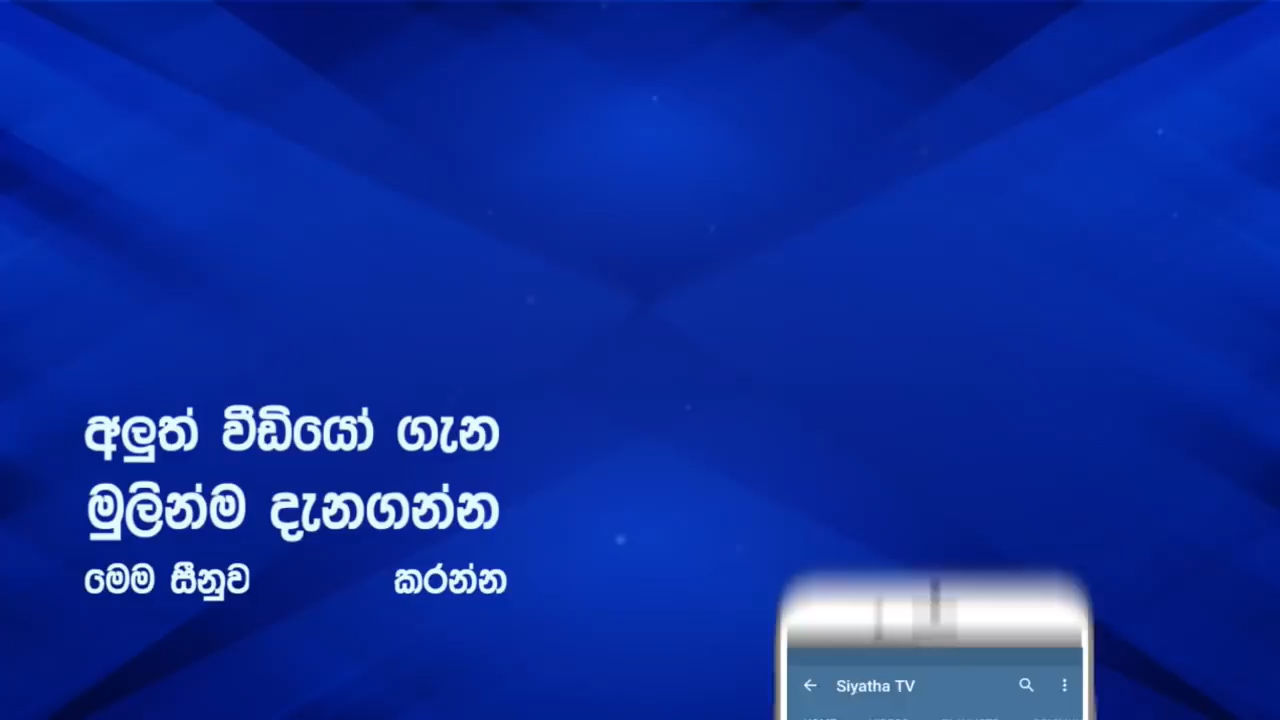 අලුත් වීඩියෝ ගැන
මුලින්ම දැනගන්න
මෙම සීනුව කරන්න
Siyatha TV